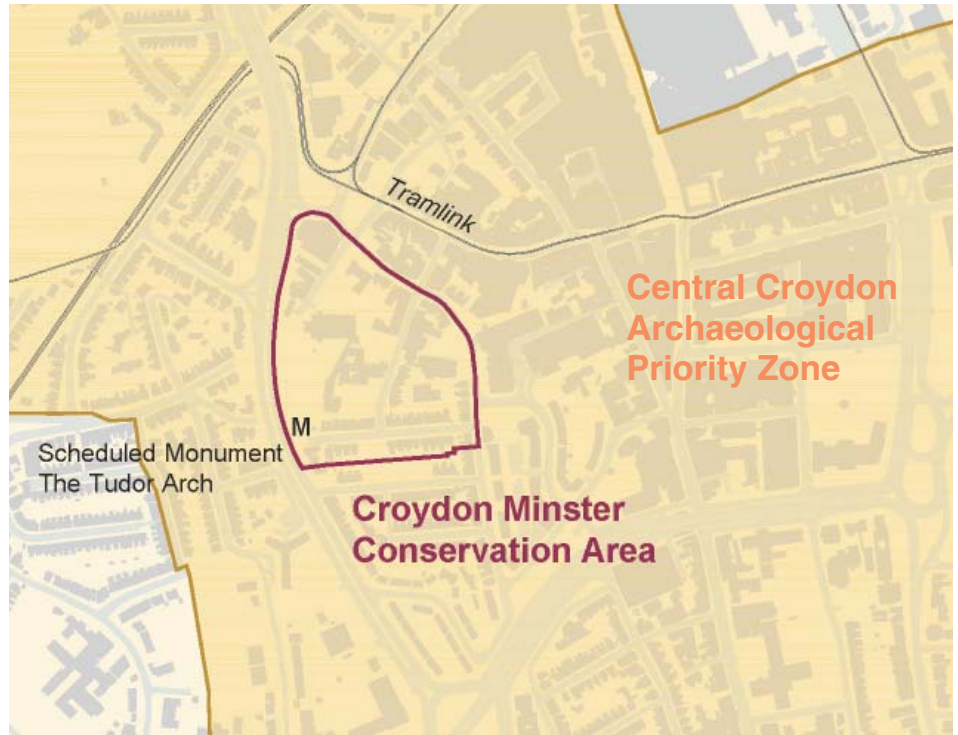 Tramlink
Central Croydon
Archaeological
Priority Zone
M
Scheduled Monument
The Tudor Arch
Croydon Minster
Conservation Area